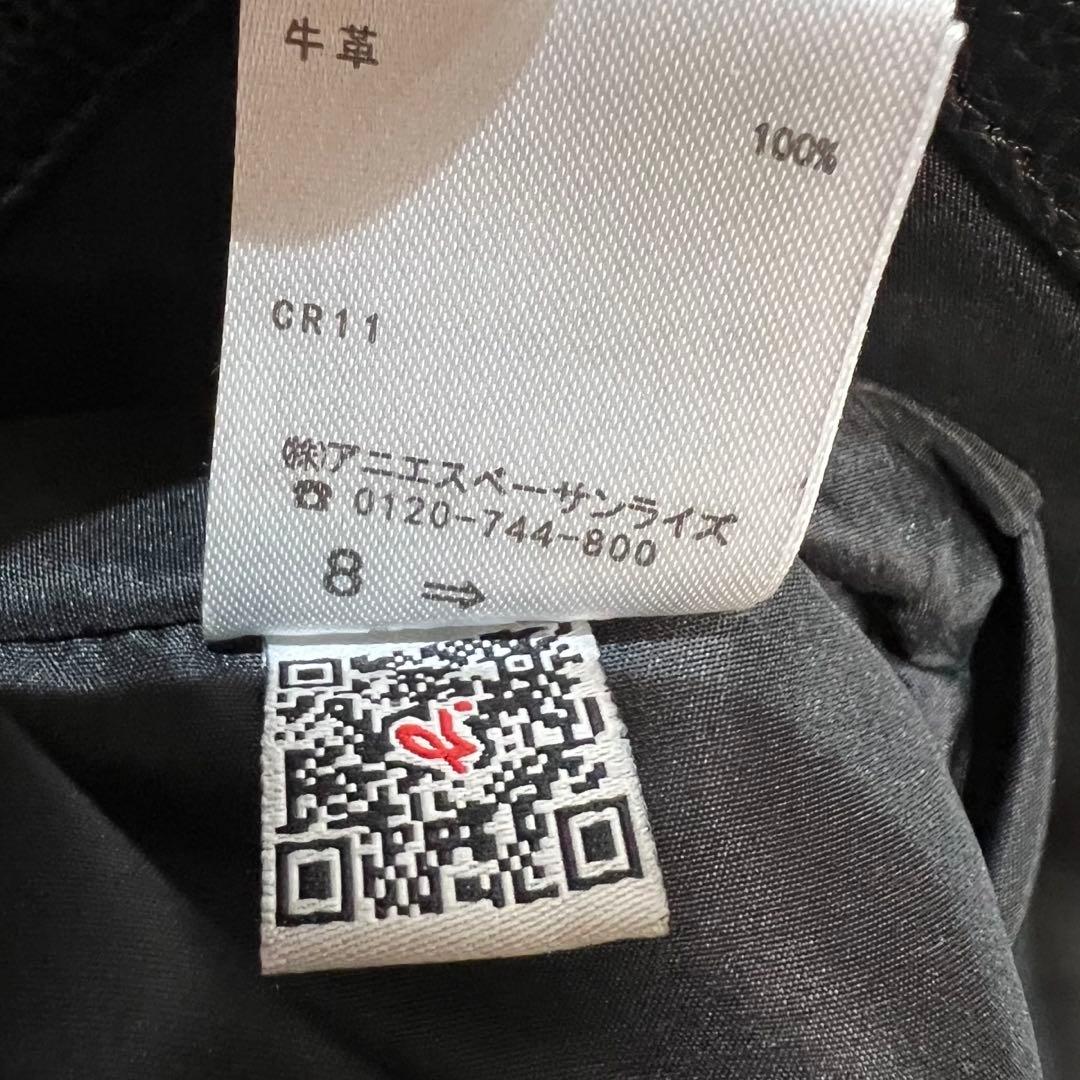 牛革
100%
CR11
㈱アニエスベーサンライズ
☎ 0120-744-800
8 ⇒
b.